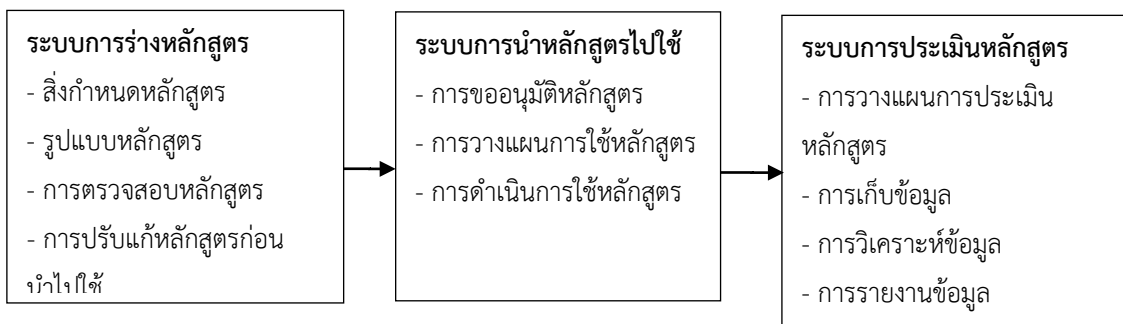 ระบบการร่างหลักสูตร
- สิ่งกำหนดหลักสูตร
- รูปแบบหลักสูตร
- การตรวจสอบหลักสูตร
- การปรับแก้หลักสูตรก่อน
นำไปใช้
ระบบการนำหลักสูตรไปใช้
- การขออนุมัติหลักสูตร
- การวางแผนการใช้หลักสูตร
- การดำเนินการใช้หลักสูตร
ระบบการประเมินหลักสูตร
- การวางแผนการประเมิน
หลักสูตร
- การเก็บข้อมูล
- การวิเคราะห์ข้อมูล
- การรายงานข้อมูล